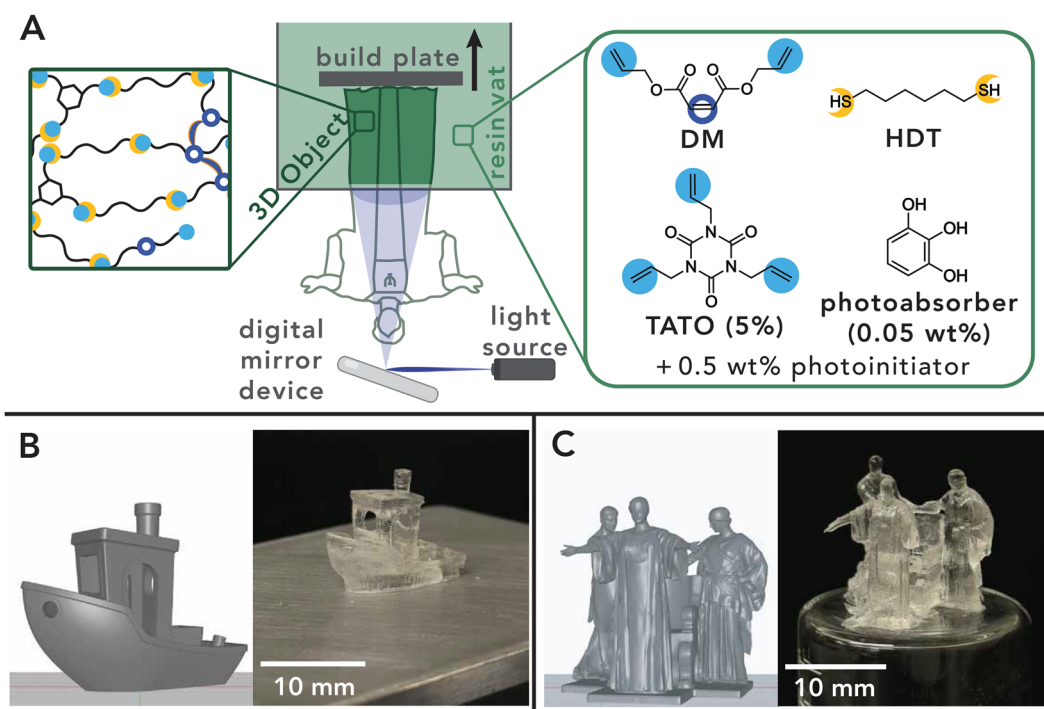 A
build plate
resin vat
3D Object
digital
mirror
device
light
source
O
O
O
O
DM
HS
SH
HDT
O
O
N
N
N
O
TATO (5%)
OH
OH
OH
photoabsorber
(0.05 wt%)
+ 0.5 wt% photoinitiator
B
10 mm
C
10 mm